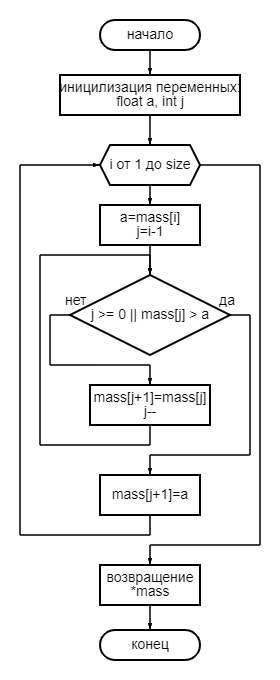 начало
иницилизация переменных:
float a, int j
i от 1 до size
a=mass[i]
j=i-1
нет
да
j >= 0 || mass[j] > a
mass[j+1]=mass[j]
j--
mass[j+1]=a
возвращение
*mass
конец